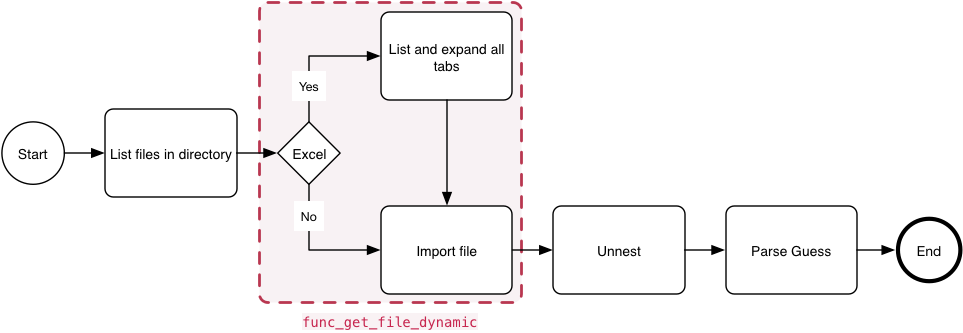 Start
List files in directory
Excel
Yes
List and expand all
tabs
No
Import file
Unnest
Parse Guess
End
func_get_file_dynamic